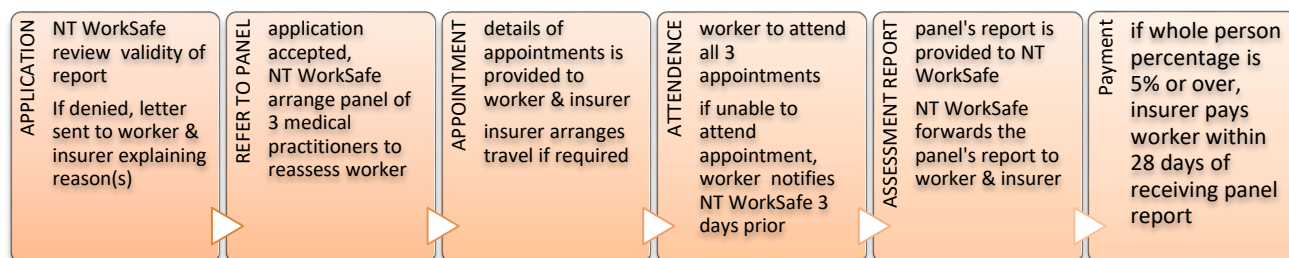 APPLICATION
NT WorkSafe
review validity of
report
If denied, letter
sent to worker &
insurer explaining
reason(s)
REFER TO PANEL
application
accepted,
NT WorkSafe
arrange panel of
3 medical
practitioners to
reassess worker
APPOINTMENT
details of
appointments is
provided to
worker & insurer
insurer arranges
travel if required
ATTENDENCE
worker to attend
all 3
appointments
if unable to
attend
appointment,
worker notifies
NT WorkSafe 3
days prior
ASSESSMENT REPORT
panel's report is
provided to NT
WorkSafe
NT WorkSafe
forwards the
panel's report to
worker & insurer
Payment
if whole person
percentage is
5% or over,
insurer pays
worker within
28 days of
receiving panel
report